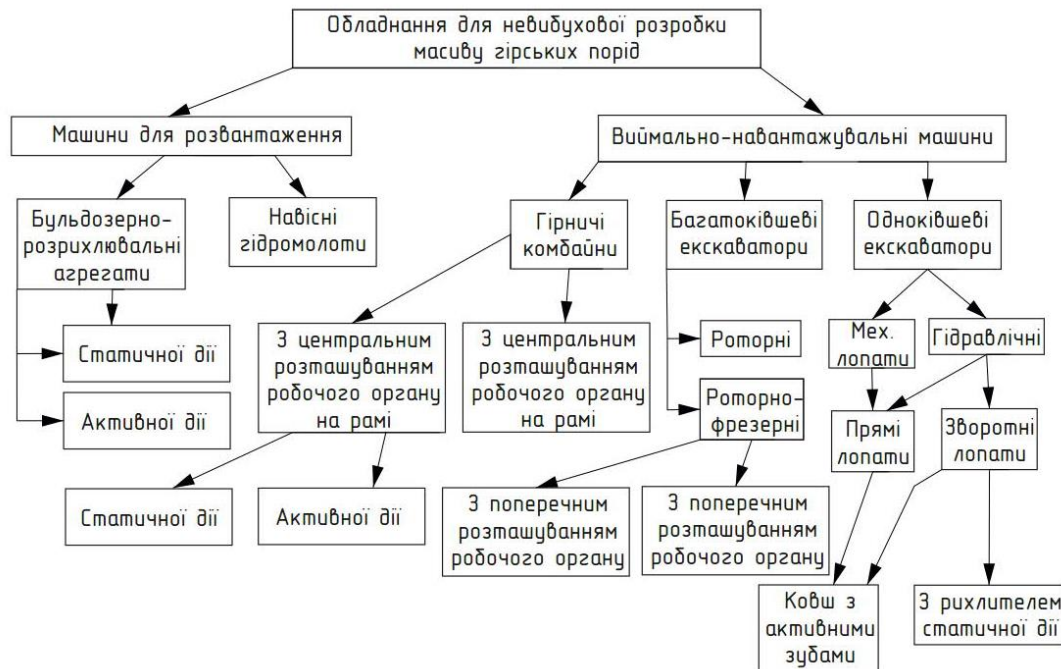 Обладнання для невибухової розробки
масиву гірських порід
Машини для розвантаження
Виймально-навантажувальні машини
Бульдозерно-
розрихлювальні
агрегати
Навісні
гідромолоти
Гірничі
комбайни
Багатоківшеві
екскаватори
Одноківшеві
екскаватори
Статичної дії
Активної дії
З центральним
розташуванням
робочого органу
на рамі
З центральним
розташуванням
робочого органу
на рамі
Роторні
Роторно-
фрезерні
Мех.
лопати
Гідравлічні
Прямі
лопати
Зворотні
лопати
Статичної дії
Активної дії
З поперечним
розташуванням
робочого органу
З поперечним
розташуванням
робочого органу
Ковш з
активними
зубами
З рихлителем
статичної дії